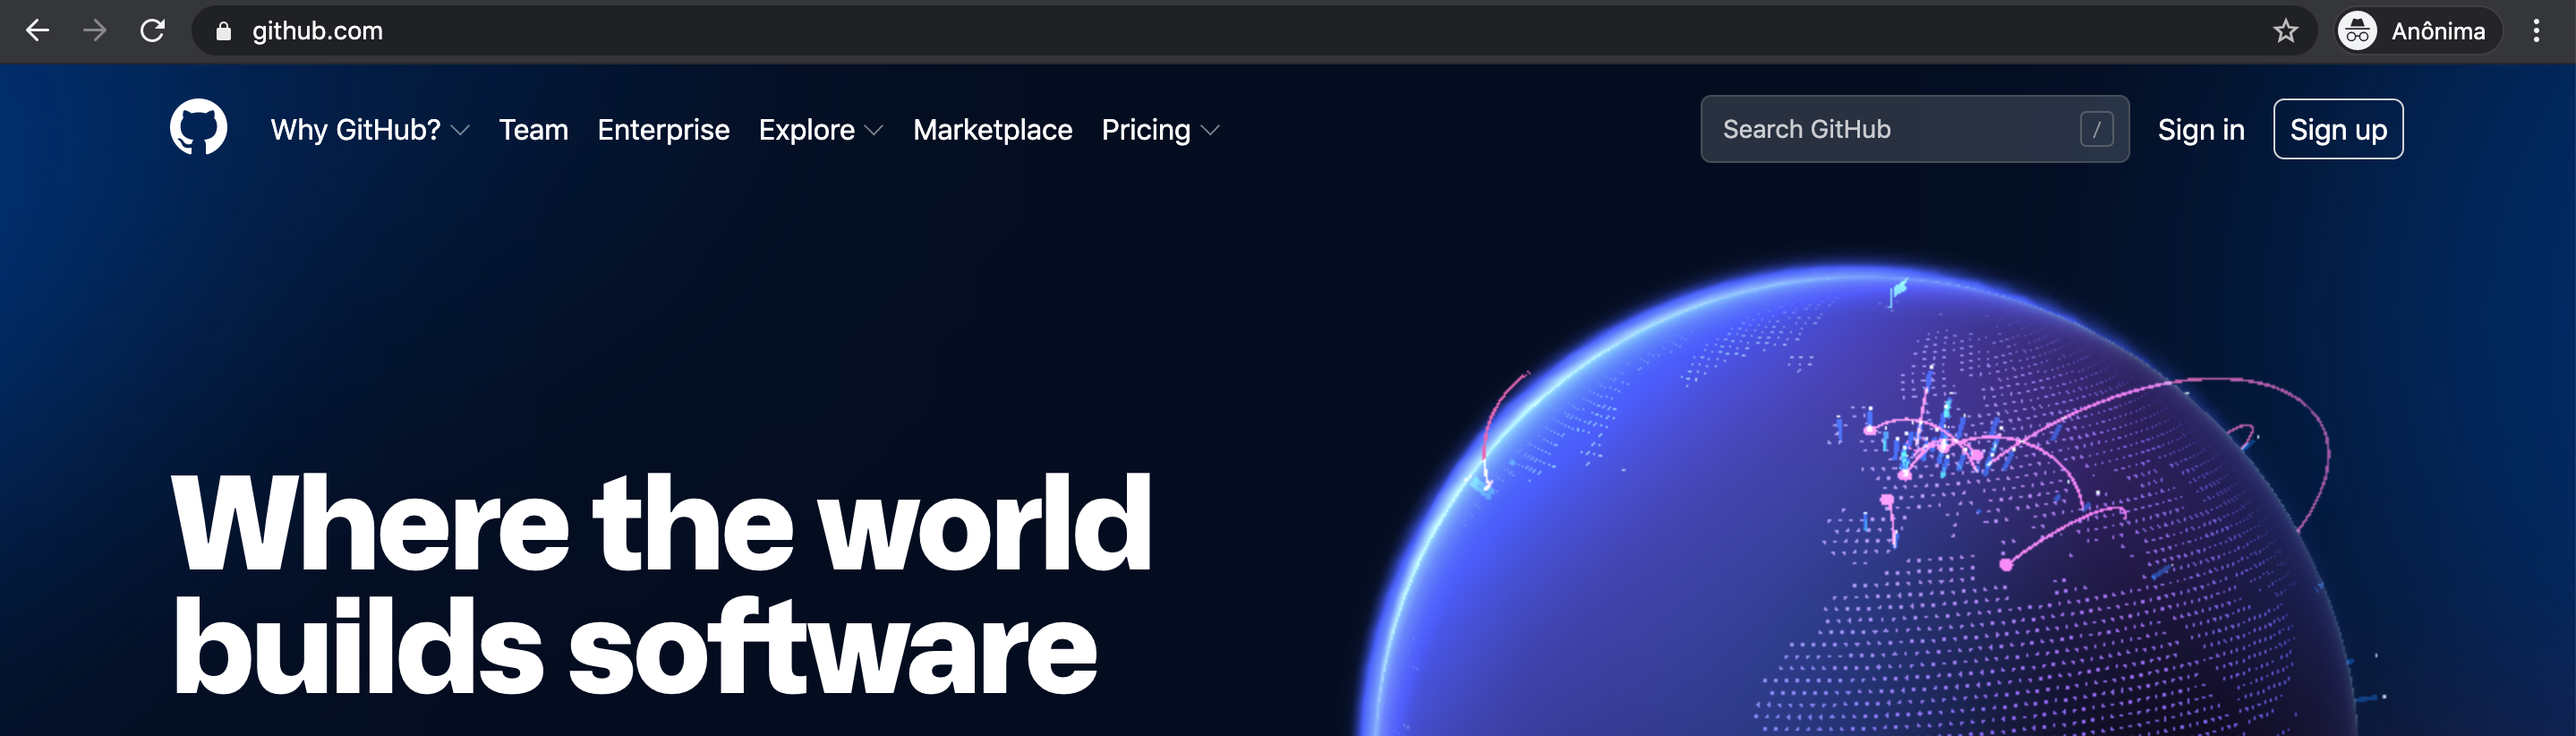 github.com
Anônima
Why GitHub? Team Enterprise Explore Marketplace Pricing
Search GitHub / Sign in Sign up
Where the world
builds software